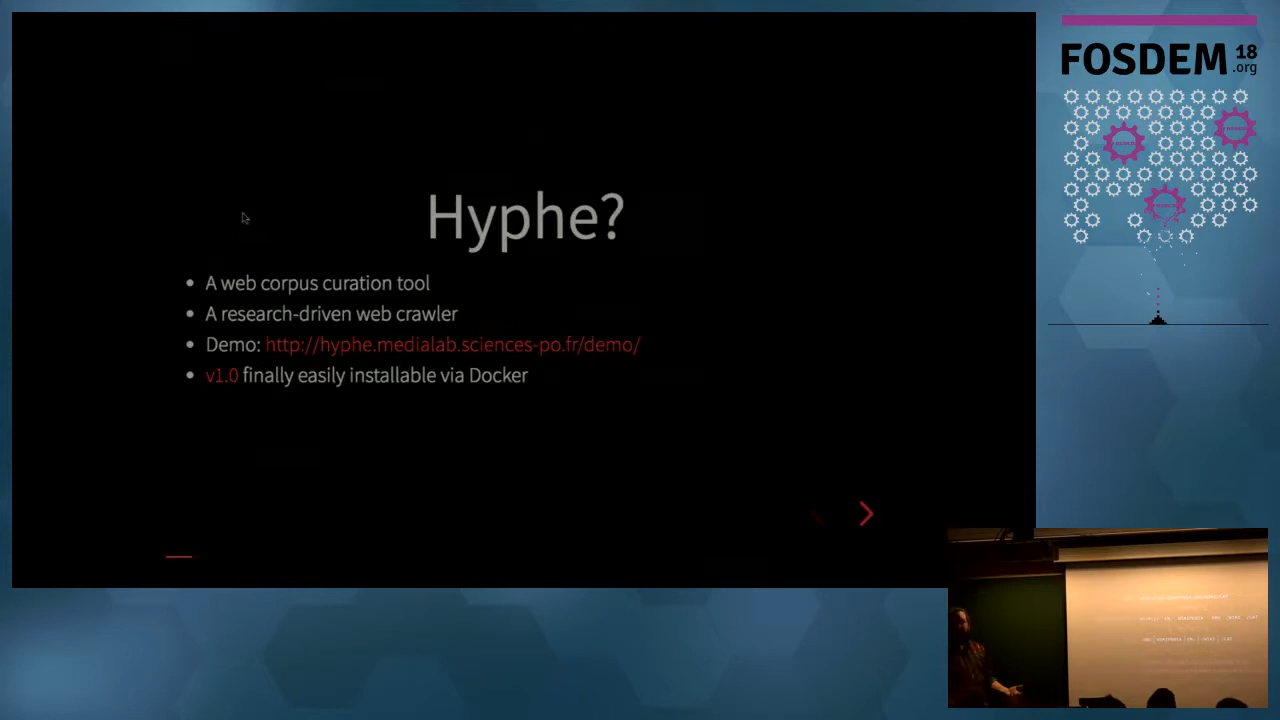 Hyphe?
• A web corpus curation tool
• A research-driven web crawler
• Demo: http://hyphe.medialab.sciences-po.fr/demo/
• v1.0 finally easily installable via Docker
FOSDEM 18
.org